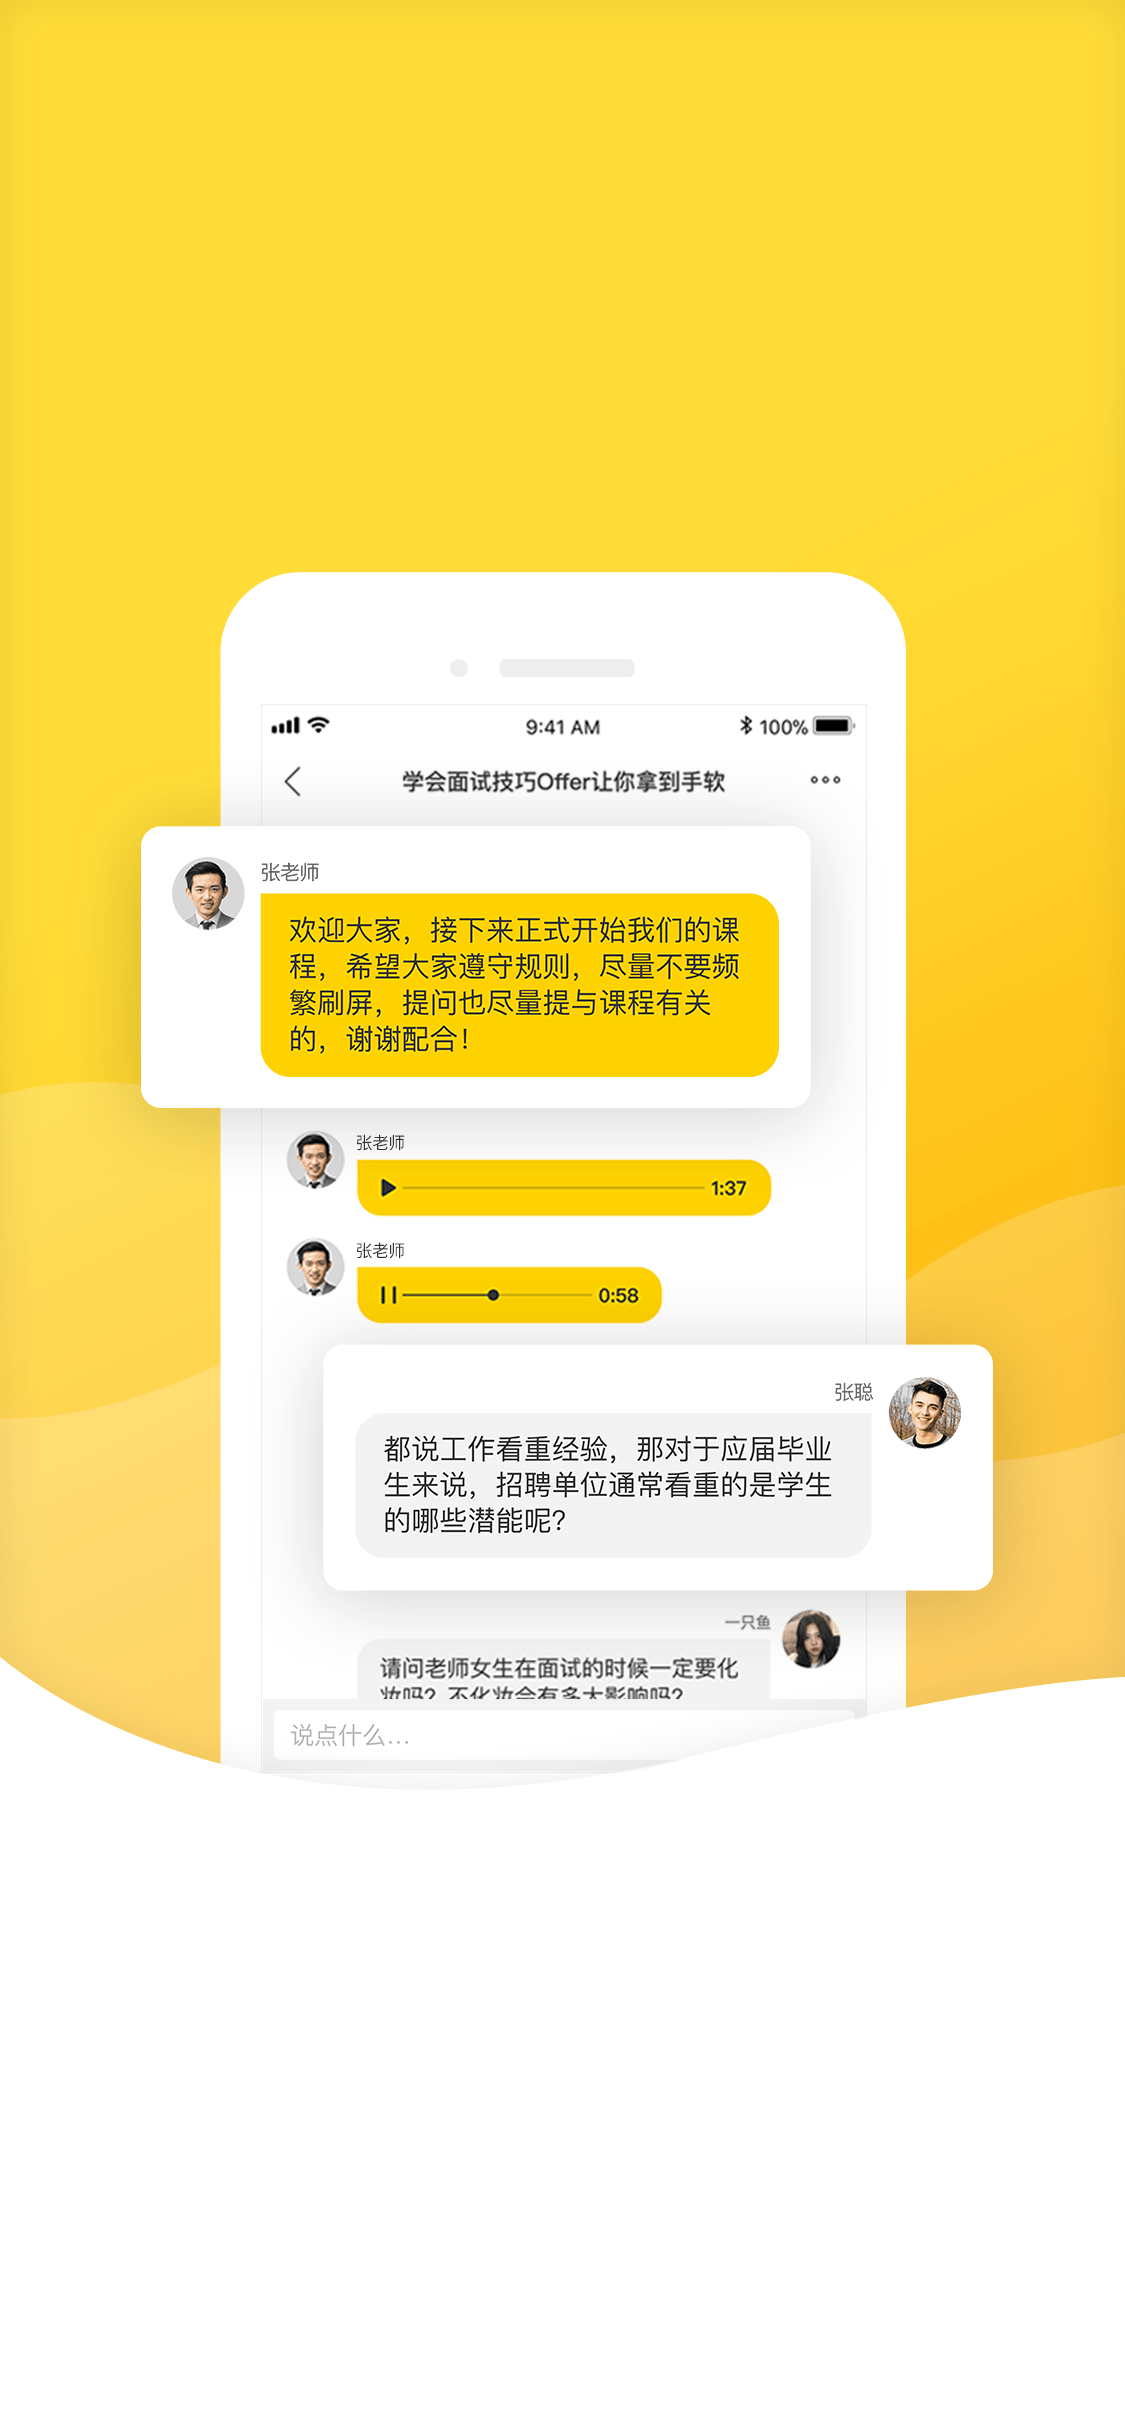 9:41 AM
100%
学会面试技巧Offer让你拿到手软
张老师
欢迎大家，接下来正式开始我们的课
程，希望大家遵守规则，尽量不要频
繁刷屏，提问也尽量提与课程有关
的，谢谢配合！
张老师
1:37
张老师
0:58
张聪
都说工作看重经验，那对于应届毕业
生来说，招聘单位通常看重的是学生
的哪些潜能呢？
一只鱼
请问老师女生在面试的时候一定要化
妆吗？不化妆会有多大影响吗？
说点什么...